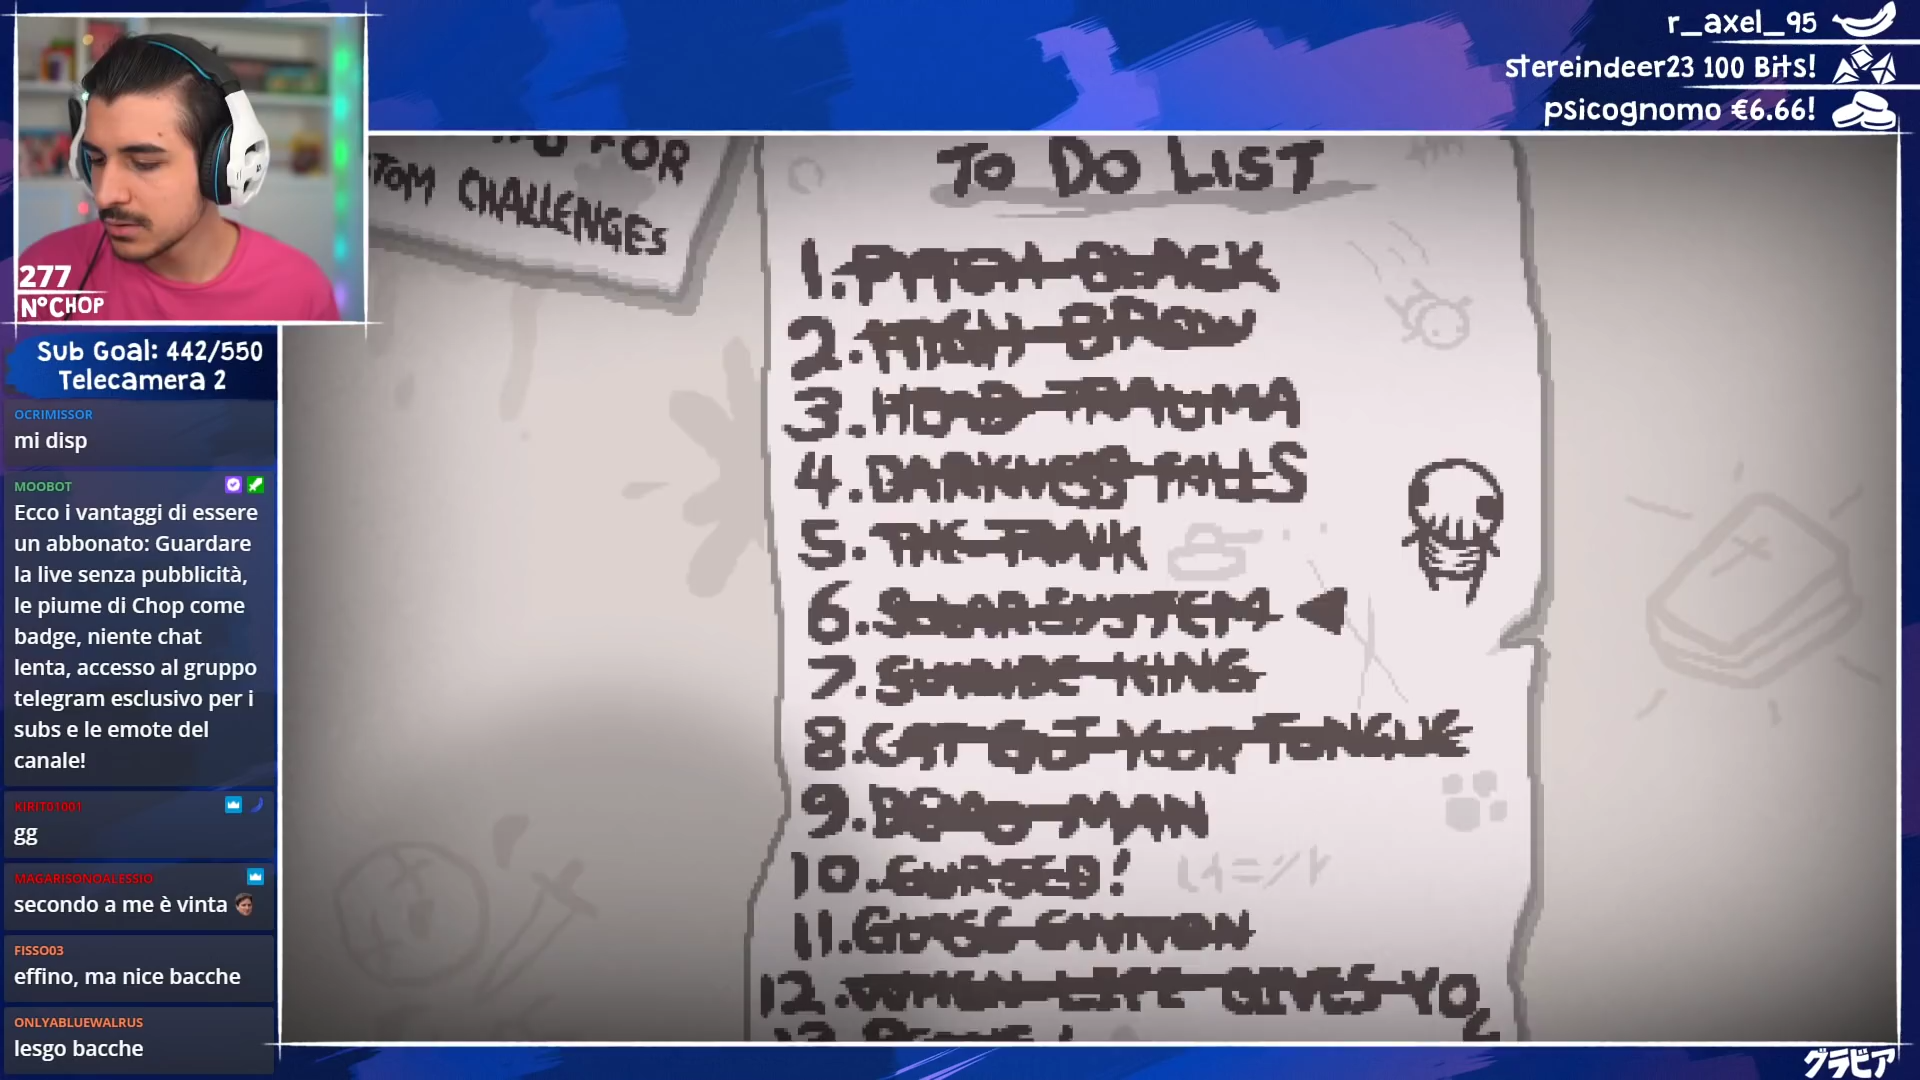 r_axel_95
stereindeer23 100 Bits!
psicognomo €6.66!
277
N°CHOP
Sub Goal: 442/550
Telecamera 2
OCRIMISSOR
mi disp
MOOBOT
Ecco i vantaggi di essere
un abbonato: Guardare
la live senza pubblicità,
le piume di Chop come
badge, niente chat
lenta, accesso al gruppo
telegram esclusivo per i
subs e le emote del
canale!
KIRIT01001
gg
MAGARISONOALESSIO
secondo a me è vinta
FISSO03
effino, ma nice bacche
ONLYABLUEWALRUS
lesgo bacche
FOR
CHALLENGES
TO DO LIST
1. PITCH BLACK
2. HIGH BROW
3. HEAD TRAUMA
4. DARKNESS FALLS
5. THE TANK
6. SOLAR SYSTEM
7. SUICIDE KING
8. CAT GOT YOUR TONGUE
9. DEMO MAN
10. CURSED!
11. GLASS CANNON
12. WHEN LIFE GIVES YOU
グラビア